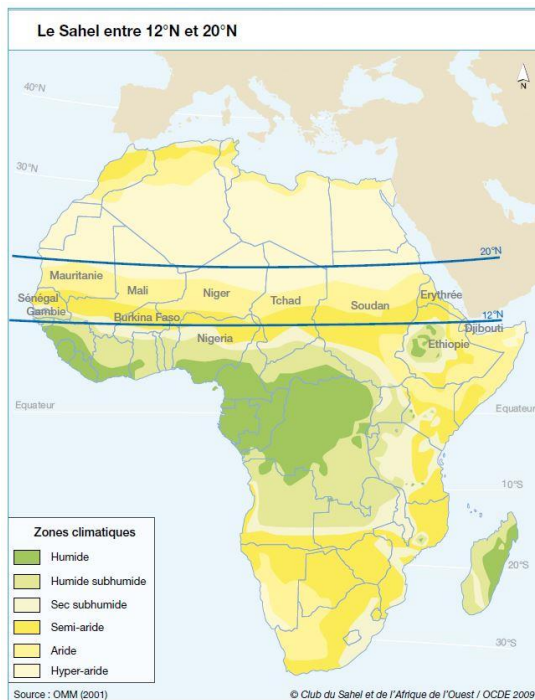 Le Sahel entre 12°N et 20°N
N
40°N
30°N
20°N
Mauritanie
Mali
Niger
Tchad
Soudan
Erythrée
Sénégal
Gambie
Burkina Faso
12°N
Djibouti
Nigeria
Ethiopie
Equateur
Equateur
10°S
20°S
30°S
Zones climatiques
Humide
Humide subhumide
Sec subhumide
Semi-aride
Aride
Hyper-aride
Source : OMM (2001)
© Club du Sahel et de l'Afrique de l'Ouest / OCDE 2009